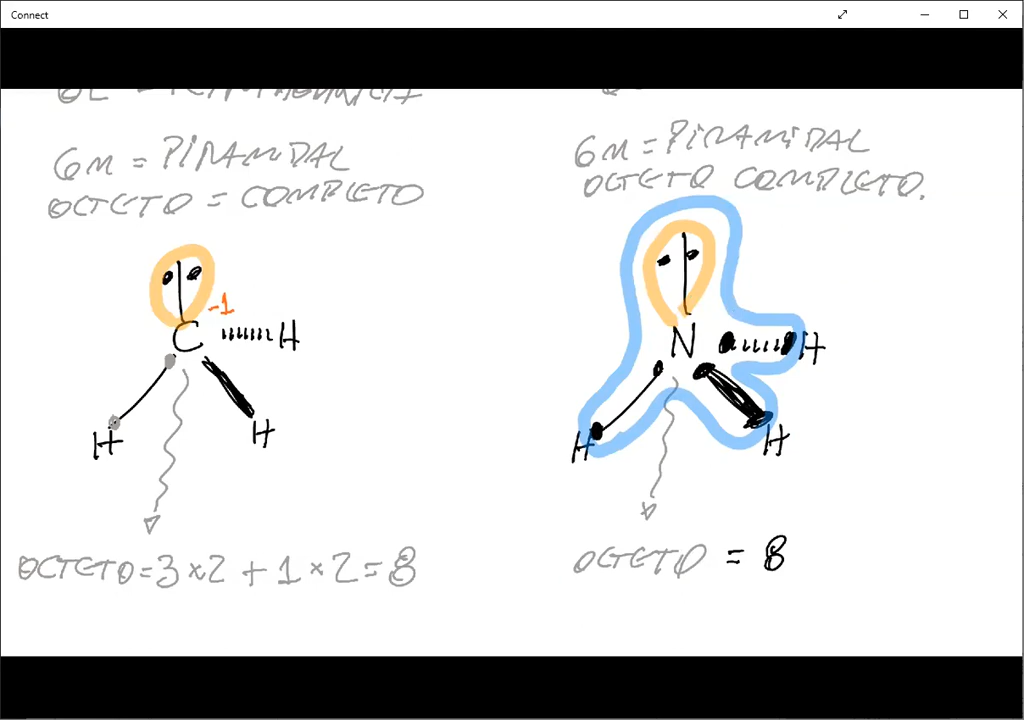 Connect
GM = PIRAMIDAL
GM = PIRAMIDAL
OCTETO = COMPLETO
OCTETO COMPLETO.
-1
C H
N H
H H
H H
OCTETO = 3 x 2 + 1 x 2 = 8
OCTETO = 8